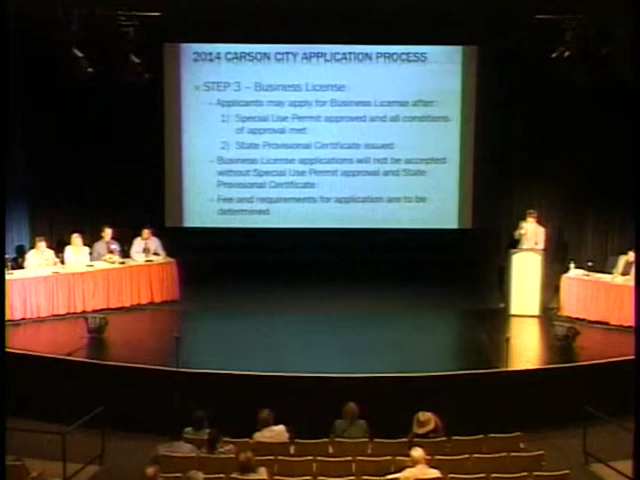 2014 CARSON CITY APPLICATION PROCESS
STEP 3 – Business License
– Applicants may apply for Business License after:
1) Special Use Permit approved and all conditions
of approval met
2) State Provisional Certificate issued
– Business License applications will not be accepted
without Special Use Permit approval and State
Provisional Certificate
– Fee and requirements for application are to be
determined